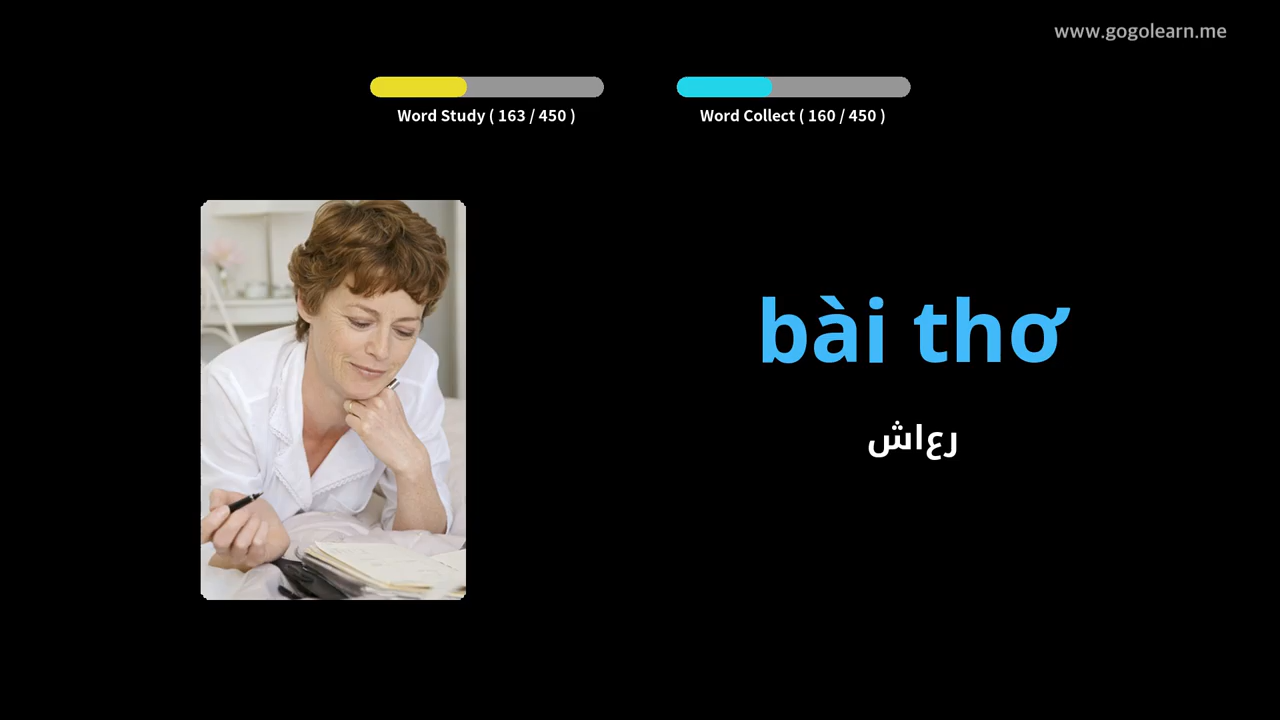 www.gogolearn.me
Word Study ( 163 / 450 )
Word Collect ( 160 / 450 )
bài thơ
رعاش